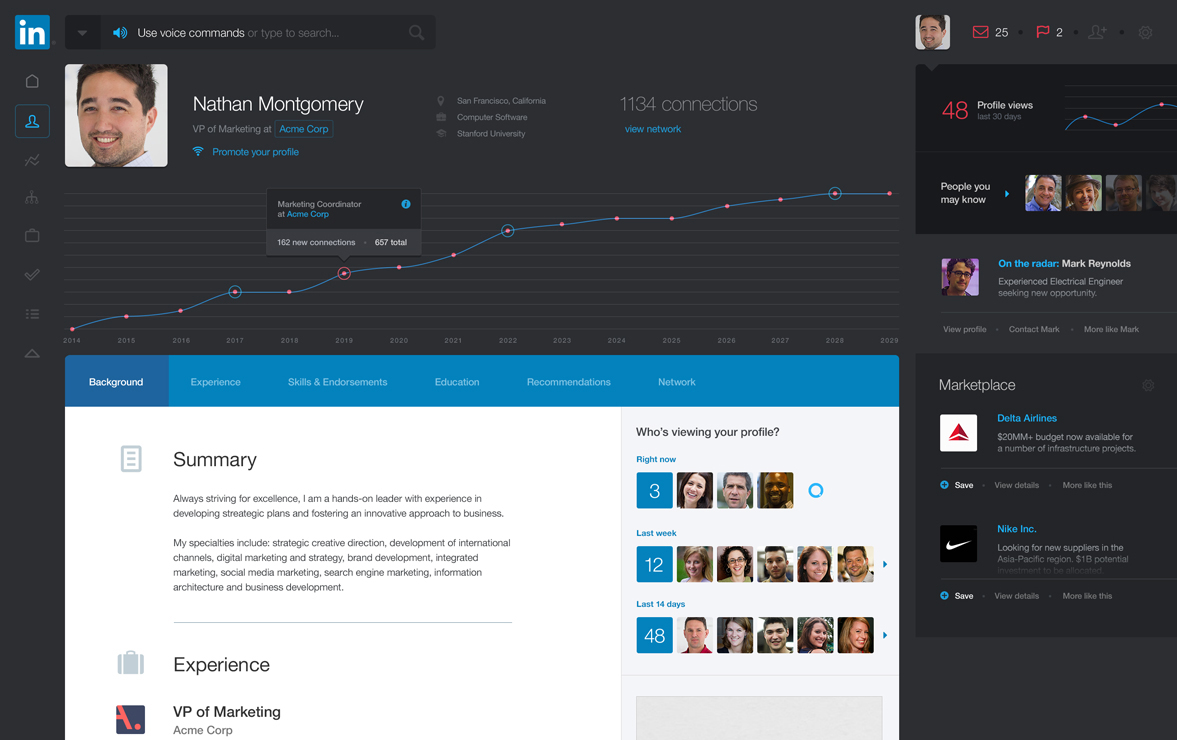 in
Use voice commands or type to search...
25
2
Nathan Montgomery
VP of Marketing at Acme Corp
Promote your profile
San Francisco, California
Computer Software
Stanford University
1134 connections
view network
48
Profile views
last 30 days
People you
may know
Marketing Coordinator
at Acme Corp
162 new connections
657 total
2014
2015
2016
2017
2018
2019
2020
2021
2022
2023
2024
2025
2026
2027
2028
2029
On the radar: Mark Reynolds
Experienced Electrical Engineer
seeking new opportunity.
View profile
Contact Mark
More like Mark
Background
Experience
Skills & Endorsements
Education
Recommendations
Network
Summary
Always striving for excellence, I am a hands-on leader with experience in
developing strategic plans and fostering an innovative approach to business.
My specialties include: strategic creative direction, development of international
channels, digital marketing and strategy, brand development, integrated
marketing, social media marketing, search engine marketing, information
architecture and business development.
Experience
VP of Marketing
Acme Corp
Who's viewing your profile?
Right now
3
Last week
12
Last 14 days
48
Marketplace
Delta Airlines
$20MM+ budget now available for
a number of infrastructure projects.
Save
View details
More like this
Nike Inc.
Looking for new suppliers in the
Asia-Pacific region. $1B potential
investment to be allocated.
Save
View details
More like this